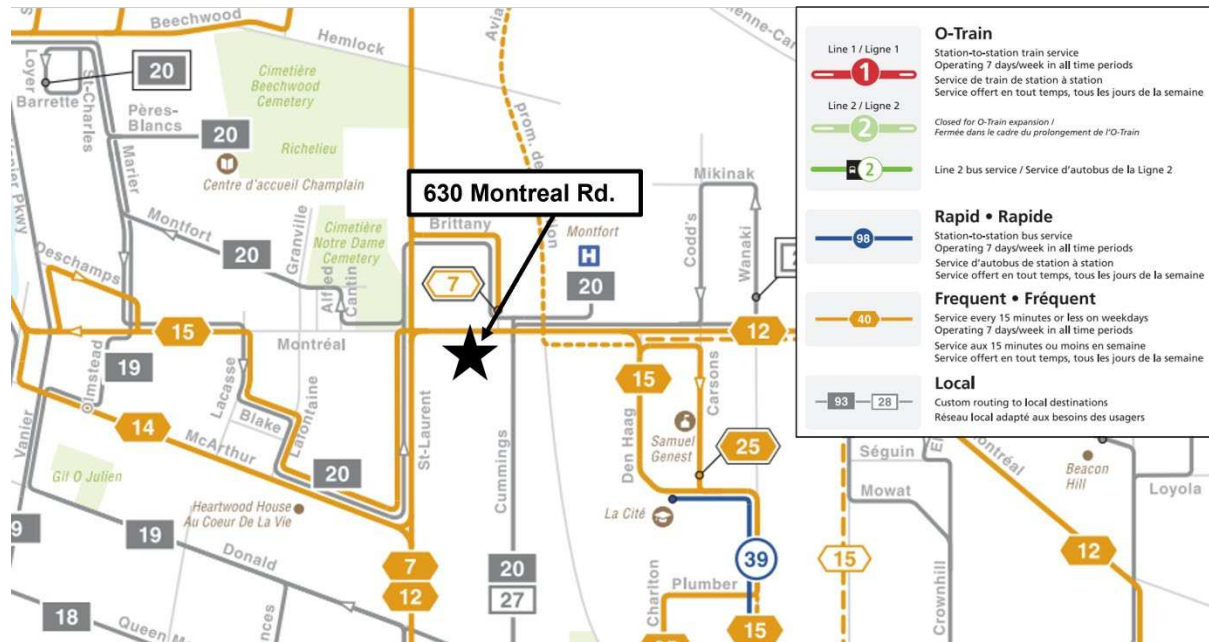 Beechwood
Hemlock
Loyer
20
Barrette
St-Charles
Cimetière
Beechwood
Cemetery
Pères-
Blancs
20
Richelieu
Marier
Centre d'accueil Champlain
630 Montreal Rd.
Mikinak
Montfort
20
Granville
Cimetière
Notre Dame
Cemetery
Brittany
Montfort
H
Codd's
Wanaki
Deschamps
Alfred
Cantin
7
20
15
Montréal
12
19
Olmstead
Lacasse
Blake
Lafontaine
St-Laurent
15
Carsons
14
McArthur
20
Den Haag
Samuel
Genest
25
Vanier
Gil O Julien
Cummings
Heartwood House
Au Coeur De La Vie
La Cité
19
Donald
7
12
20
27
39
Plumber
Charlton
15
18
Séguin
Mowat
15
Crownhill
Montréal
12
Beacon
Hill
Loyola
O-Train
Line 1 / Ligne 1
1
Station-to-station train service
Operating 7 days/week in all time periods
Service de train de station à station
Service offert en tout temps, tous les jours de la semaine
Line 2 / Ligne 2
2
Closed for O-Train expansion /
Fermée dans le cadre du prolongement de l'O-Train
2
Line 2 bus service / Service d'autobus de la Ligne 2
Rapid • Rapide
98
Station-to-station bus service
Operating 7 days/week in all time periods
Service d'autobus de station à station
Service offert en tout temps, tous les jours de la semaine
Frequent • Fréquent
40
Service every 15 minutes or less on weekdays
Operating 7 days/week in all time periods
Service aux 15 minutes ou moins en semaine
Service offert en tout temps, tous les jours de la semaine
Local
93
28
Custom routing to local destinations
Réseau local adapté aux besoins des usagers